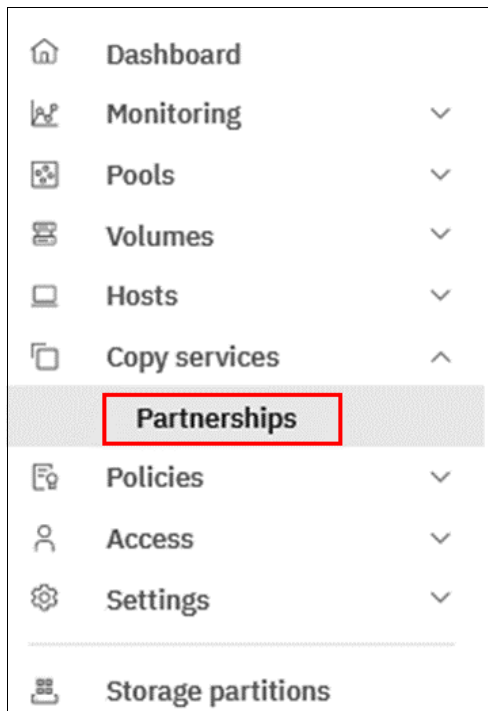 Dashboard
Monitoring
Pools
Volumes
Hosts
Copy services
Partnerships
Policies
Access
Settings
Storage partitions